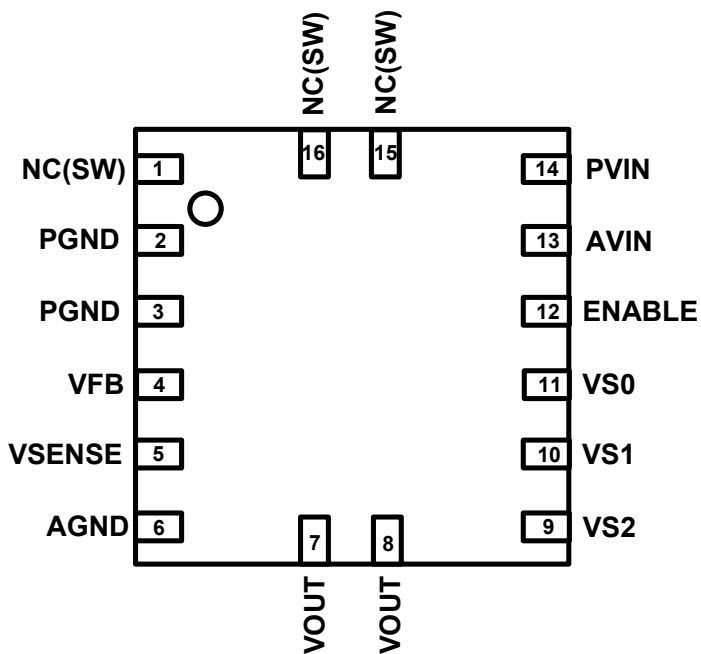 NC(SW)
NC(SW)
16
15
NC(SW) 1
14 PVIN
PGND 2
13 AVIN
PGND 3
12 ENABLE
VFB 4
11 VS0
VSENSE 5
10 VS1
AGND 6
9 VS2
7
8
VOUT
VOUT